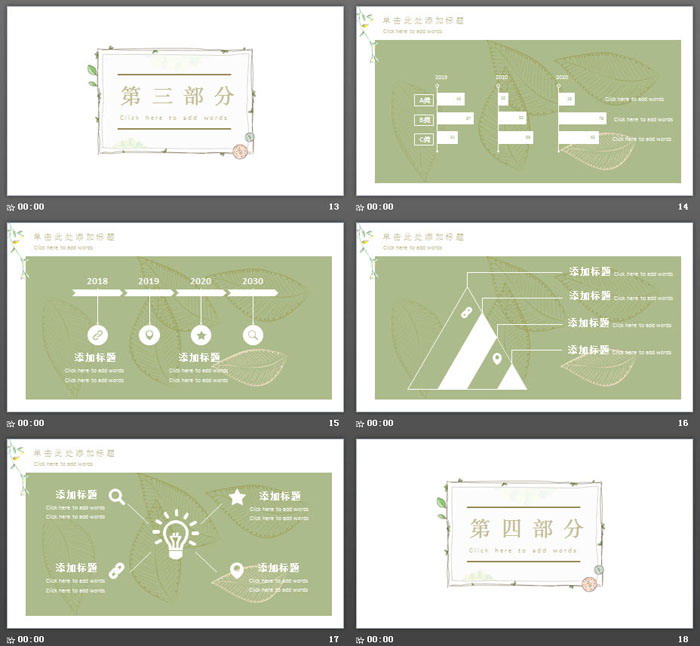 第三部分
Click here to add words
00:00
13
单击此处添加标题
Click here to add words
2019
2020
2020
A类
Click here to add words
B类
Click here to add words
C类
Click here to add words
00:00
14
单击此处添加标题
Click here to add words
2018
2019
2020
2030
添加标题
Click here to add words
Click here to add words
添加标题
Click here to add words
Click here to add words
00:00
15
单击此处添加标题
Click here to add words
添加标题 Click here to add words
添加标题 Click here to add words
添加标题 Click here to add words
添加标题 Click here to add words
00:00
16
单击此处添加标题
Click here to add words
添加标题
Click here to add words
Click here to add words
添加标题
Click here to add words
Click here to add words
添加标题
Click here to add words
Click here to add words
添加标题
Click here to add words
Click here to add words
00:00
17
第四部分
Click here to add words
00:00
18